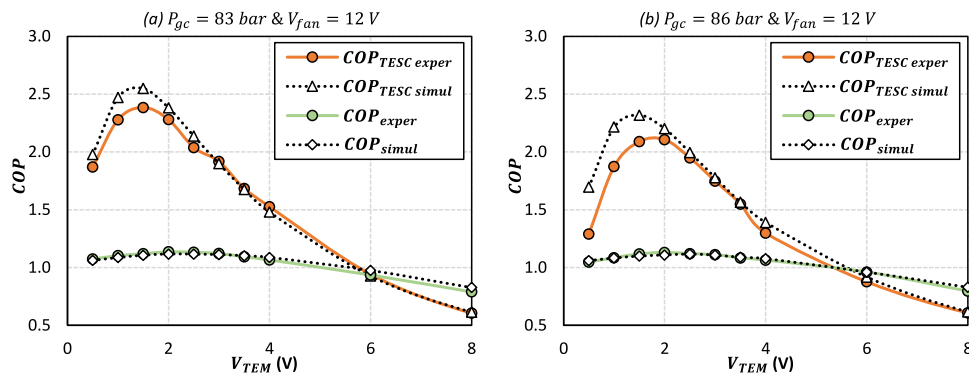 (a) P_gc = 83 bar & V_fan = 12 V
3.0
2.5
2.0
1.5
1.0
0.5
COP
0 2 4 6 8
V_TEM (V)
COP_TESC exper
COP_TESC simul
COP_exper
COP_simul
(b) P_gc = 86 bar & V_fan = 12 V
3.0
2.5
2.0
1.5
1.0
0.5
COP
0 2 4 6 8
V_TEM (V)
COP_TESC exper
COP_TESC simul
COP_exper
COP_simul